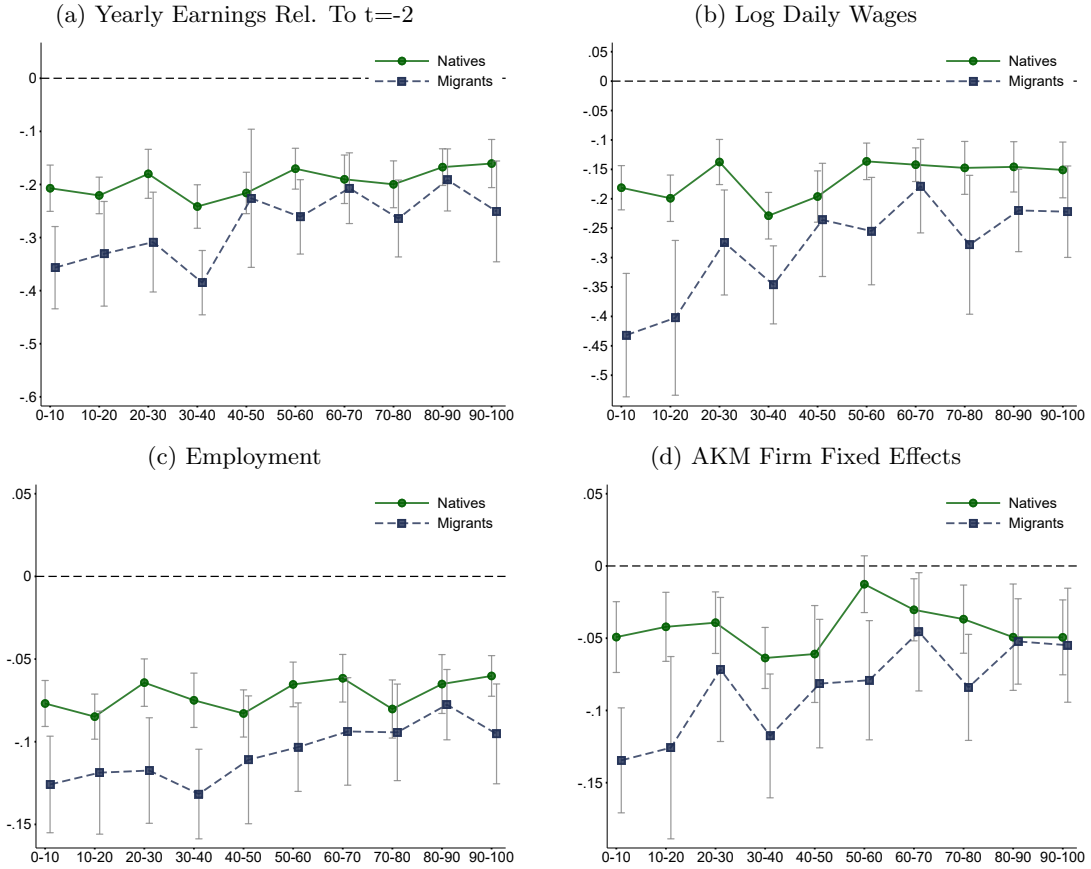 (a) Yearly Earnings Rel. To t=-2
Natives
Migrants
0
-.1
-.2
-.3
-.4
-.5
-.6
0-10 10-20 20-30 30-40 40-50 50-60 60-70 70-80 80-90 90-100
(b) Log Daily Wages
Natives
Migrants
.05
0
-.05
-.1
-.15
-.2
-.25
-.3
-.35
-.4
-.45
-.5
0-10 10-20 20-30 30-40 40-50 50-60 60-70 70-80 80-90 90-100
(c) Employment
Natives
Migrants
.05
0
-.05
-.1
-.15
0-10 10-20 20-30 30-40 40-50 50-60 60-70 70-80 80-90 90-100
(d) AKM Firm Fixed Effects
Natives
Migrants
.05
0
-.05
-.1
-.15
0-10 10-20 20-30 30-40 40-50 50-60 60-70 70-80 80-90 90-100